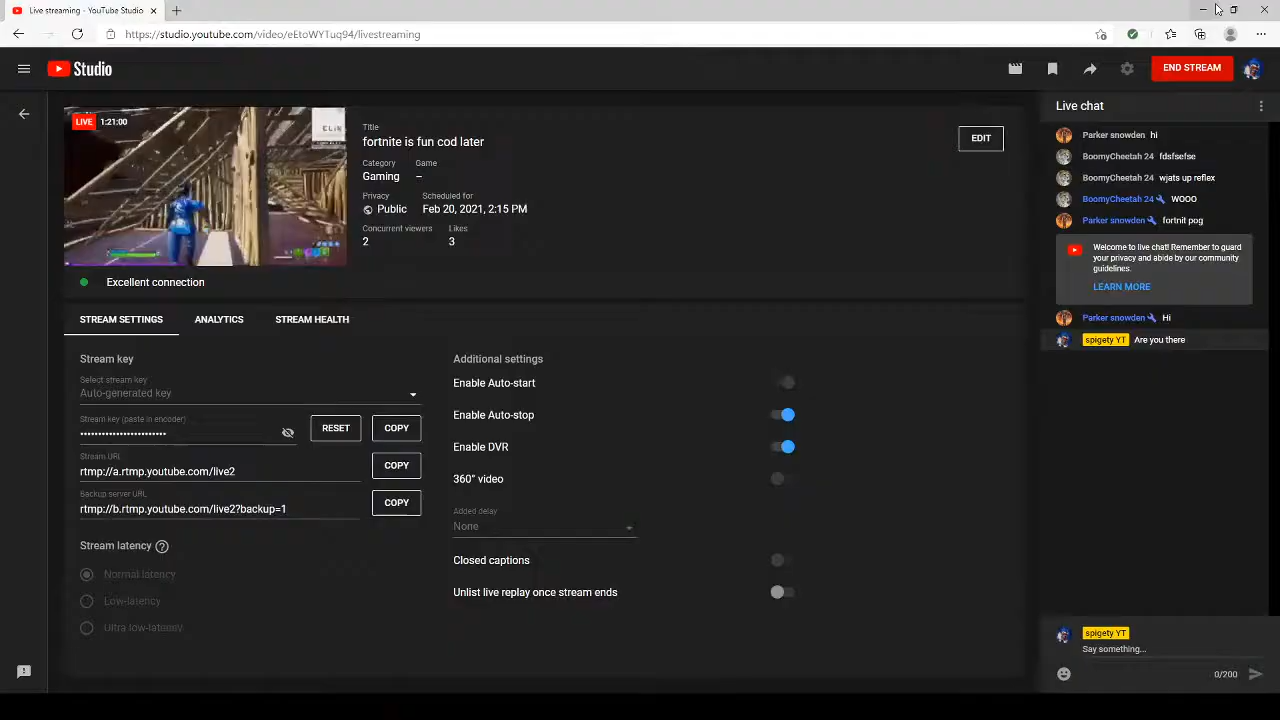 Live streaming - YouTube Studio
https://studio.youtube.com/video/eEtoWYTuq94/livestreaming
Studio
END STREAM
LIVE 1:21:00
Title
fortnite is fun cod later
EDIT
Category Game
Gaming –
Privacy Scheduled for
Public Feb 20, 2021, 2:15 PM
Concurrent viewers Likes
2 3
Excellent connection
STREAM SETTINGS ANALYTICS STREAM HEALTH
Stream key
Select stream key
Auto-generated key
Stream key (paste in encoder)
RESET COPY
Stream URL
rtmp://a.rtmp.youtube.com/live2
COPY
Backup server URL
rtmp://b.rtmp.youtube.com/live2?backup=1
COPY
Stream latency
Normal latency
Low-latency
Ultra low-latency
Additional settings
Enable Auto-start
Enable Auto-stop
Enable DVR
360° video
Added delay
None
Closed captions
Unlist live replay once stream ends
Live chat
Parker snowden hi
BoomyCheetah 24 fdsfsefse
BoomyCheetah 24 wjats up reflex
BoomyCheetah 24 WOOO
Parker snowden fortnit pog
Welcome to live chat! Remember to guard
your privacy and abide by our community
guidelines.
LEARN MORE
Parker snowden Hi
spigety YT Are you there
spigety YT
Say something...
0/200